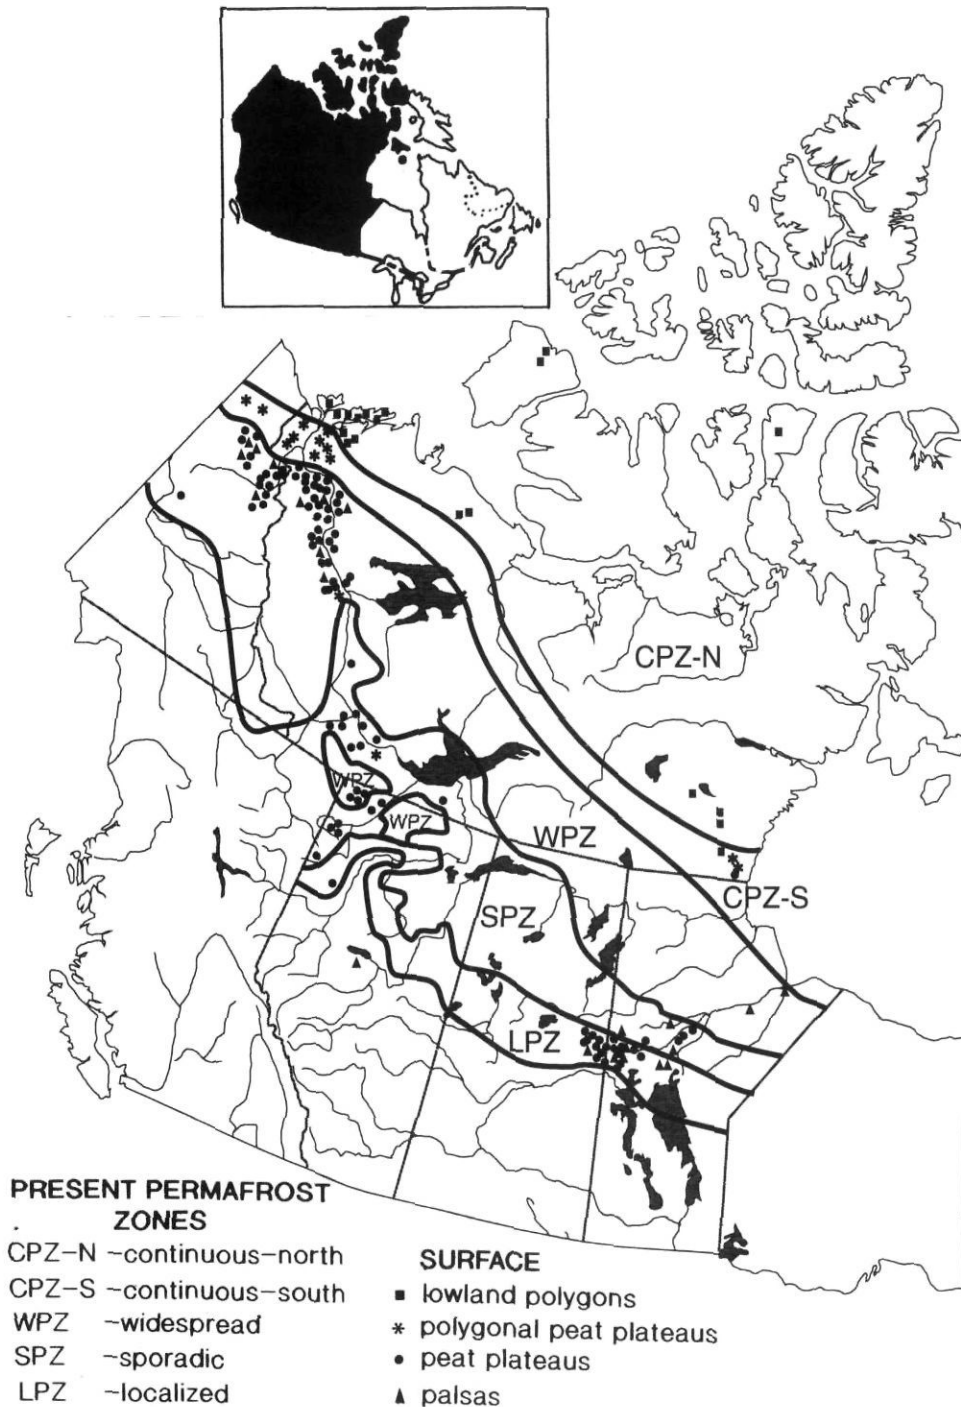 CPZ-N
WPZ
WPZ
WPZ
CPZ-S
SPZ
LPZ
PRESENT PERMAFROST
ZONES
CPZ-N ~continuous-north
CPZ-S ~continuous-south
WPZ ~widespread
SPZ ~sporadic
LPZ ~localized
SURFACE
■ lowland polygons
* polygonal peat plateaus
● peat plateaus
▲ palsas